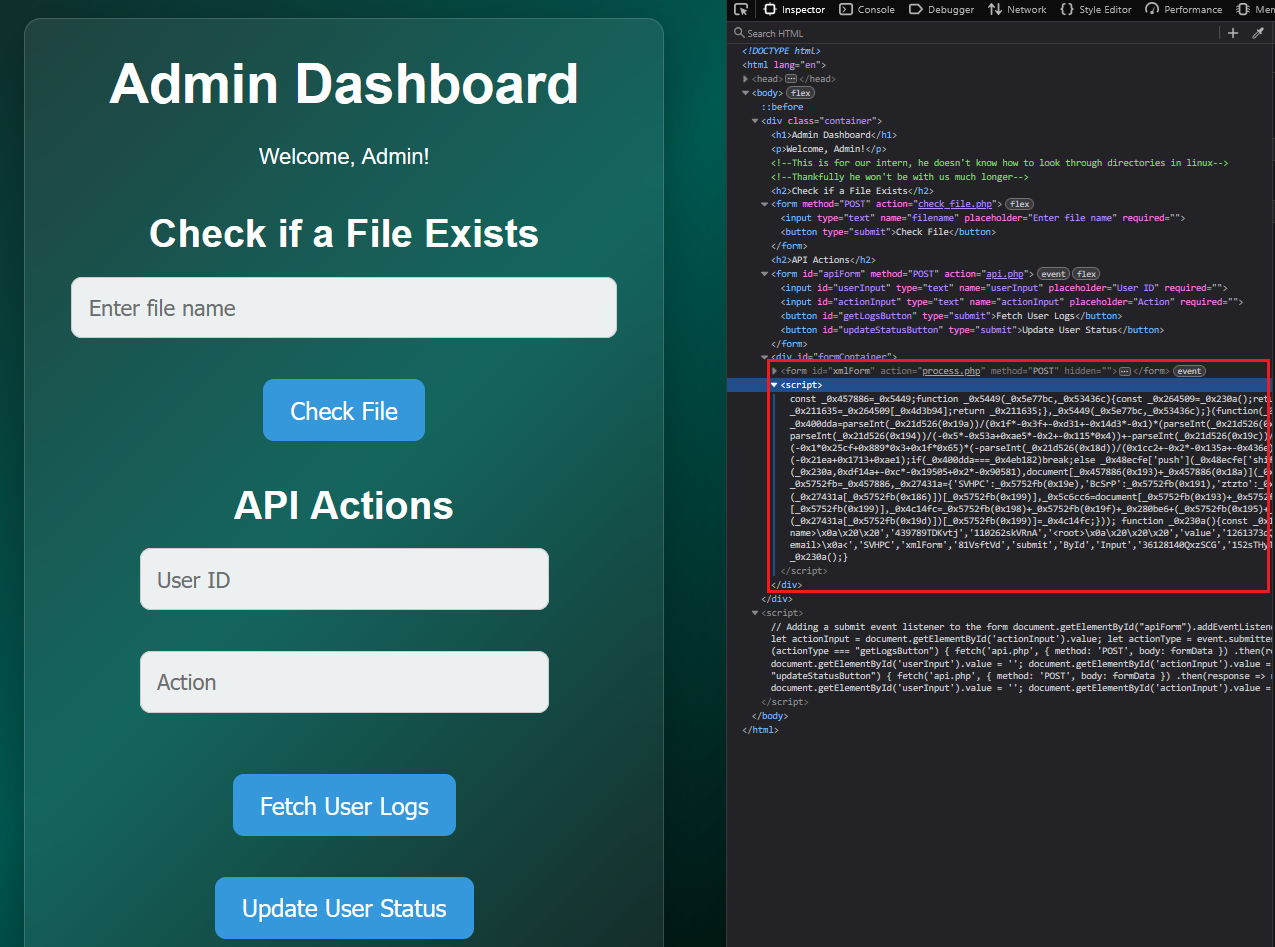 Admin Dashboard
Welcome, Admin!
Check if a File Exists
Enter file name
Check File
API Actions
User ID
Action
Fetch User Logs
Update User Status
Inspector Console Debugger Network Style Editor Performance Mem
Search HTML
<!DOCTYPE html>
<html lang="en">
<head> </head>
<body> flex
::before
<div class="container">
<h1>Admin Dashboard</h1>
<p>Welcome, Admin!</p>
<!--This is for our intern, he doesn't know how to look through directories in linux-->
<!--Thankfully he won't be with us much longer-->
<h2>Check if a File Exists</h2>
<form method="POST" action="check_file.php"> flex
<input type="text" name="filename" placeholder="Enter file name" required="">
<button type="submit">Check File</button>
</form>
<h2>API Actions</h2>
<form id="apiForm" method="POST" action="api.php"> event flex
<input id="userInput" type="text" name="userInput" placeholder="User ID" required="">
<input id="actionInput" type="text" name="actionInput" placeholder="Action" required="">
<button id="getLogsButton" type="submit">Fetch User Logs</button>
<button id="updateStatusButton" type="submit">Update User Status</button>
</form>
<div id="formContainer">
<form id="xmlForm" action="process.php" method="POST" hidden=""> </form> event
<script>
const _0x457886=_0x5449;function _0x5449(_0x5e77bc,_0x53436c){const _0x264509=_0x230a();retu
_0x211635=_0x264509[_0x4d3b94];return _0x211635;},_0x5449(_0x5e77bc,_0x53436c);}(function(_
_0x400dda=parseInt(_0x21d526(0x19a))/(0x1f*-0x3f+-0xd31+-0x14d3*-0x1)*(parseInt(_0x21d526(0x
parseInt(_0x21d526(0x194))/(-0x5*-0x53a+0xae5*-0x2+-0x115*0x4))+-parseInt(_0x21d526(0x19c))/
(-0x1*0x25cf+0x889*0x3+0x1f*0x65)*(-parseInt(_0x21d526(0x18d))/(0x1cc2+-0x2*-0x135a+-0x436e)
(-0x21ea+0x1713+0xae1);if(_0x400dda===_0x4eb182)break;else _0x48ecfe['push'](_0x48ecfe['shif
(_0x230a,0xdf14a+-0xc*-0x19505+0x2*-0x90581),document[_0x457886(0x193)+_0x457886(0x18a)](_0
_0x5752fb=_0x457886,_0x27431a={'SVHPC':_0x5752fb(0x19e),'BcSrP':_0x5752fb(0x191),'ztzto':_0x
(_0x27431a[_0x5752fb(0x186)])[_0x5752fb(0x199)],_0x5c6cc6=document[_0x5752fb(0x193)+_0x5752
[_0x5752fb(0x199)],_0x4c14fc=_0x5752fb(0x198)+_0x5752fb(0x19f)+_0x280be6+(_0x5752fb(0x195)+_
(_0x27431a[_0x5752fb(0x19d)])[_0x5752fb(0x199)]=_0x4c14fc;})); function _0x230a(){const _0x1
name>\x0a\x20\x20','439789TDKvtj','110262skVRnA','<root>\x0a\x20\x20\x20','value','1261373d
email>\x0a<','SVHPC','xmlForm','81VsftVd','submit','ById','Input','36128140QxzSCG','152sTHy
_0x230a();}
</script>
</div>
</div>
<script>
// Adding a submit event listener to the form document.getElementById("apiForm").addEventListene
let actionInput = document.getElementById('actionInput').value; let actionType = event.submitte
(actionType === "getLogsButton") { fetch('api.php', { method: 'POST', body: formData }) .then(re
document.getElementById('userInput').value = ''; document.getElementById('actionInput').value =
"updateStatusButton") { fetch('api.php', { method: 'POST', body: formData }) .then(response =>
document.getElementById('userInput').value = ''; document.getElementById('actionInput').value =
</script>
</body>
</html>